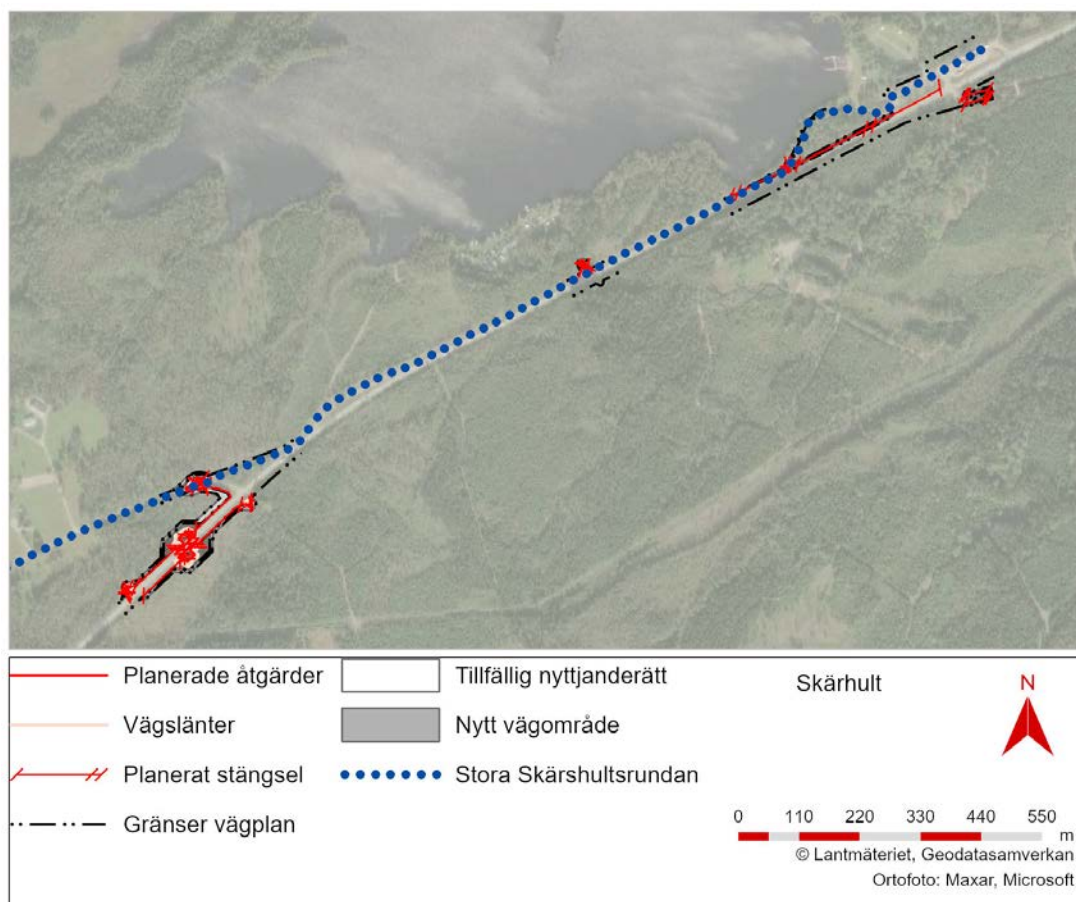 Planerade åtgärder
Vägslänter
Planerat stängsel
Gränser vägplan
Tillfällig nyttjanderätt
Nytt vägområde
Stora Skärshultsrundan
Skärhult
N
0 110 220 330 440 550
m
© Lantmäteriet, Geodatasamverkan
Ortofoto: Maxar, Microsoft